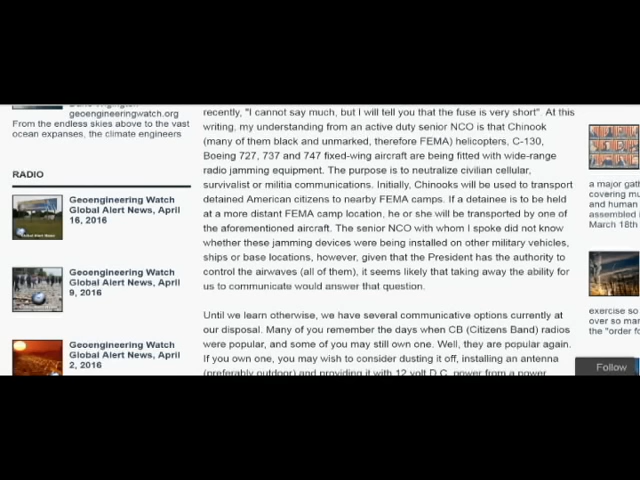 geoengineeringwatch.org
From the endless skies above to the vast
ocean expanses, the climate engineers
RADIO
Geoengineering Watch
Global Alert News, April
16, 2016
Geoengineering Watch
Global Alert News, April
9, 2016
Geoengineering Watch
Global Alert News, April
2, 2016
recently, "I cannot say much, but I will tell you that the fuse is very short". At this
writing, my understanding from an active duty senior NCO is that Chinook
(many of them black and unmarked, therefore FEMA) helicopters, C-130,
Boeing 727, 737 and 747 fixed-wing aircraft are being fitted with wide-range
radio jamming equipment. The purpose is to neutralize civilian cellular,
survivalist or militia communications. Initially, Chinooks will be used to transport
detained American citizens to nearby FEMA camps. If a detainee is to be held
at a more distant FEMA camp location, he or she will be transported by one of
the aforementioned aircraft. The senior NCO with whom I spoke did not know
whether these jamming devices were being installed on other military vehicles,
ships or base locations, however, given that the President has the authority to
control the airwaves (all of them), it seems likely that taking away the ability for
us to communicate would answer that question.
Until we learn otherwise, we have several communicative options currently at
our disposal. Many of you remember the days when CB (Citizens Band) radios
were popular, and some of you may still own one. Well, they are popular again.
If you own one, you may wish to consider dusting it off, installing an antenna
(preferably outdoor) and providing it with 12 volt D.C. power from a power
a major gath
covering mu
and human
assembled i
March 18th
exercise so
over so mar
the "order fo
Follow